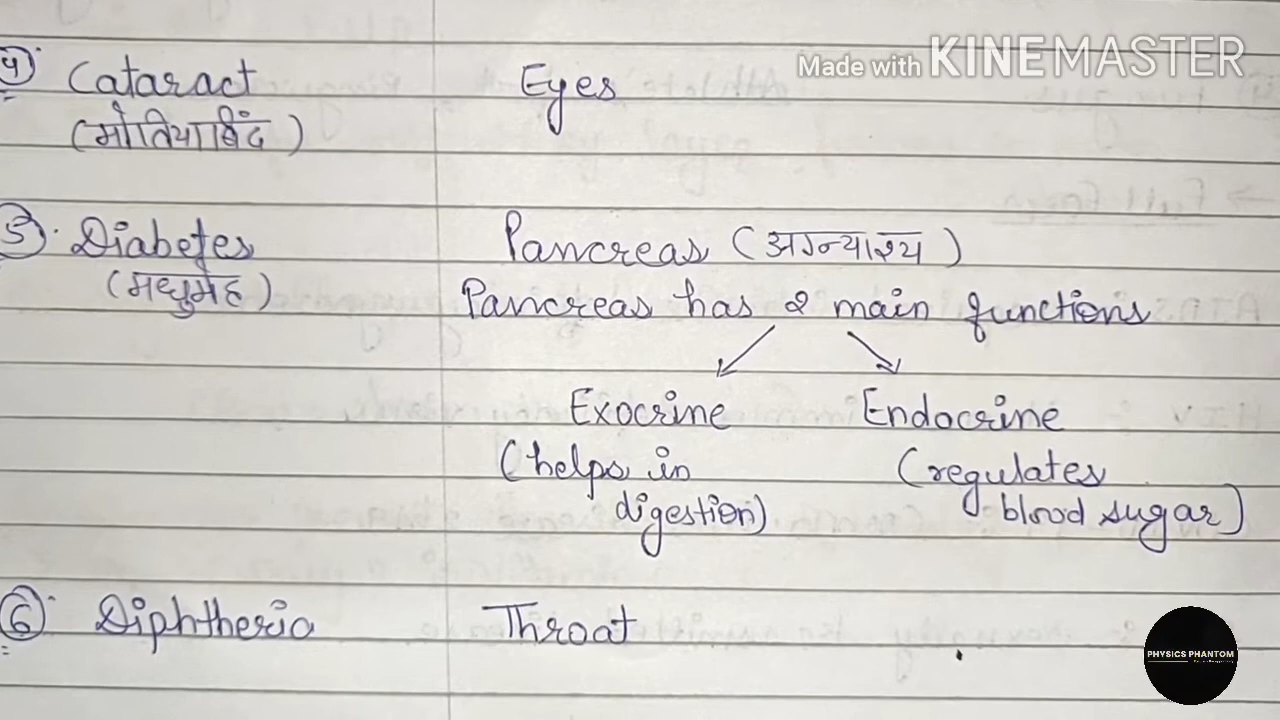 4. Cataract Eyes
(मोतियाबिंद)
5. Diabetes Pancreas (अग्न्याश्य)
(मधुमेह) Pancreas has 2 main functions
Exocrine Endocrine
(helps in (regulates
digestion) blood sugar)
6. Diphtheria Throat
Made with KINEMASTER
PHYSICS PHANTOM